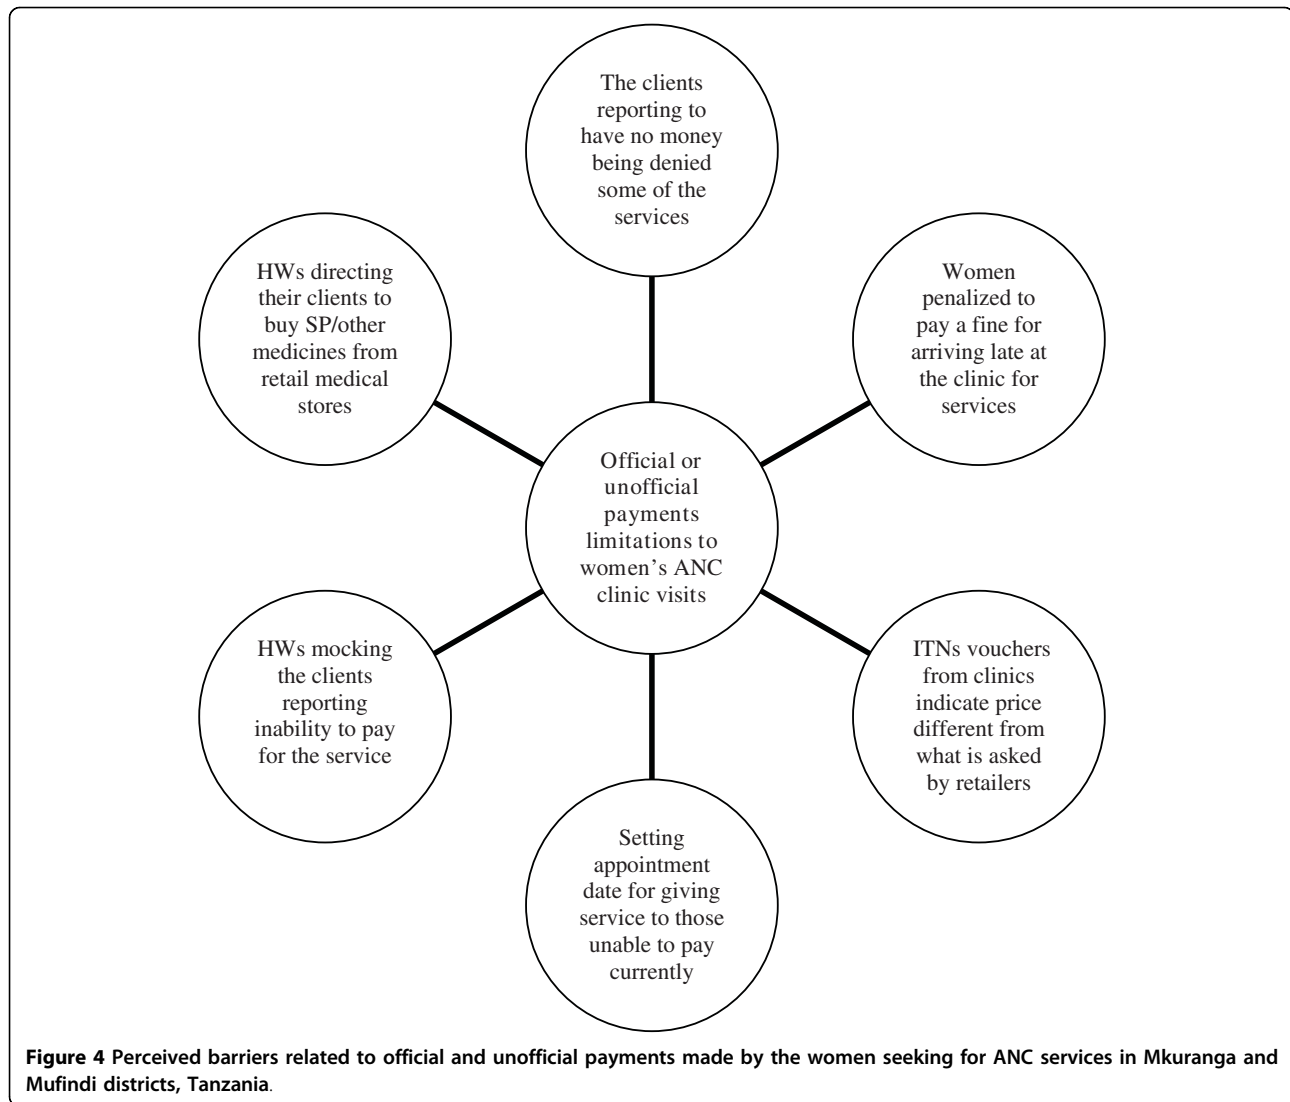 The clients
reporting to
have no money
being denied
some of the
services
HWs directing
their clients to
buy SP/other
medicines from
retail medical
stores
Women
penalized to
pay a fine for
arriving late at
the clinic for
services
Official or
unofficial
payments
limitations to
women's ANC
clinic visits
HWs mocking
the clients
reporting
inability to pay
for the service
ITNs vouchers
from clinics
indicate price
different from
what is asked
by retailers
Setting
appointment
date for giving
service to those
unable to pay
currently
Figure 4 Perceived barriers related to official and unofficial payments made by the women seeking for ANC services in Mkuranga and
Mufindi districts, Tanzania.